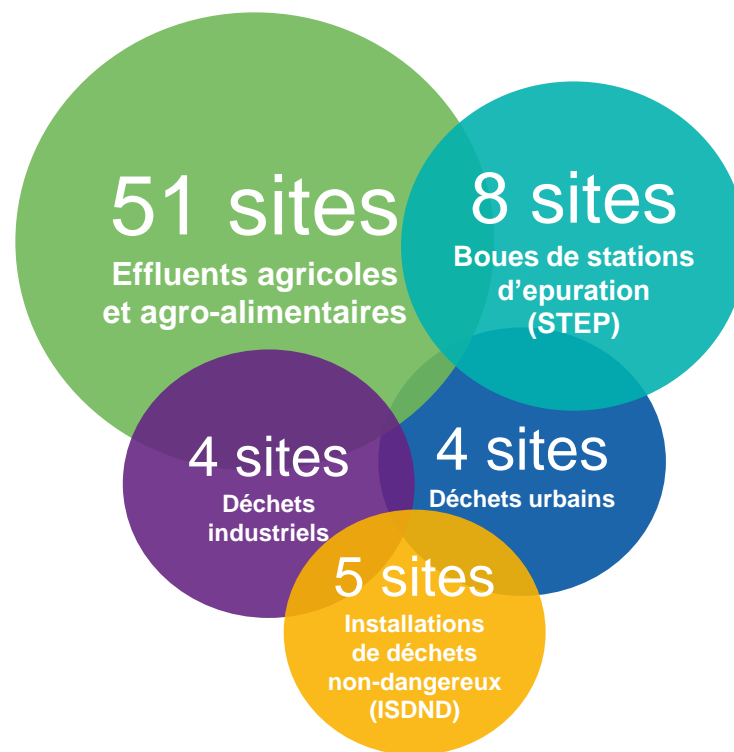 51 sites
Effluents agricoles
et agro-alimentaires
8 sites
Boues de stations
d’epuration
(STEP)
4 sites
Déchets
industriels
4 sites
Déchets urbains
5 sites
Installations
de déchets
non-dangereux
(ISDND)